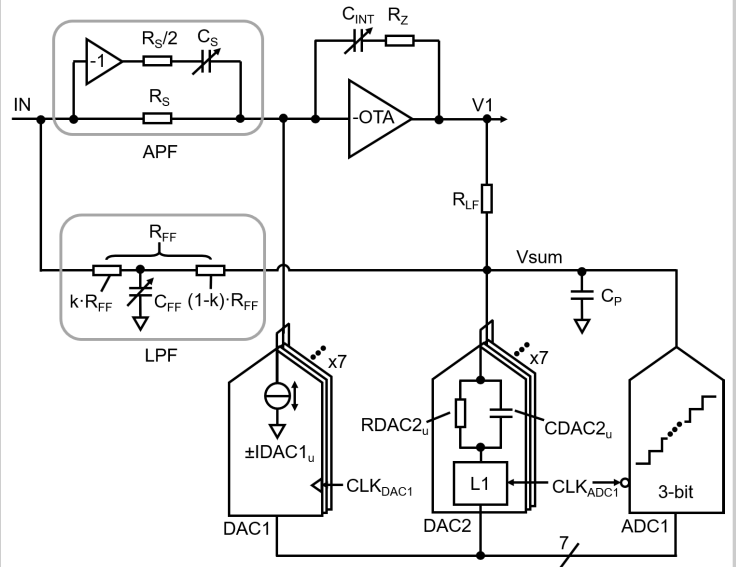 C_INT R_Z
R_S/2 C_S
-1
IN R_S -OTA V1
APF
R_LF
R_FF
Vsum
k·R_FF C_FF (1-k)·R_FF C_P
LPF
x7 x7
±IDAC1_u
RDAC2_u CDAC2_u
CLK_DAC1 L1 CLK_ADC1 3-bit
DAC1 DAC2 ADC1
7